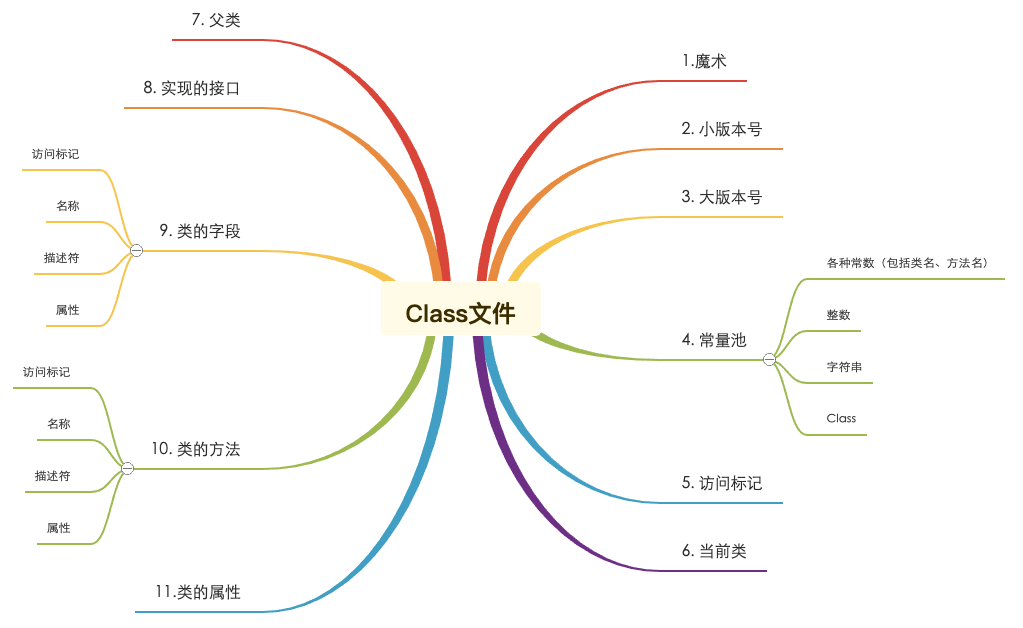 Class文件
1.魔术
2. 小版本号
3. 大版本号
4. 常量池
各种常数（包括类名、方法名）
整数
字符串
Class
5. 访问标记
6. 当前类
7. 父类
8. 实现的接口
9. 类的字段
访问标记
名称
描述符
属性
10. 类的方法
访问标记
名称
描述符
属性
11.类的属性